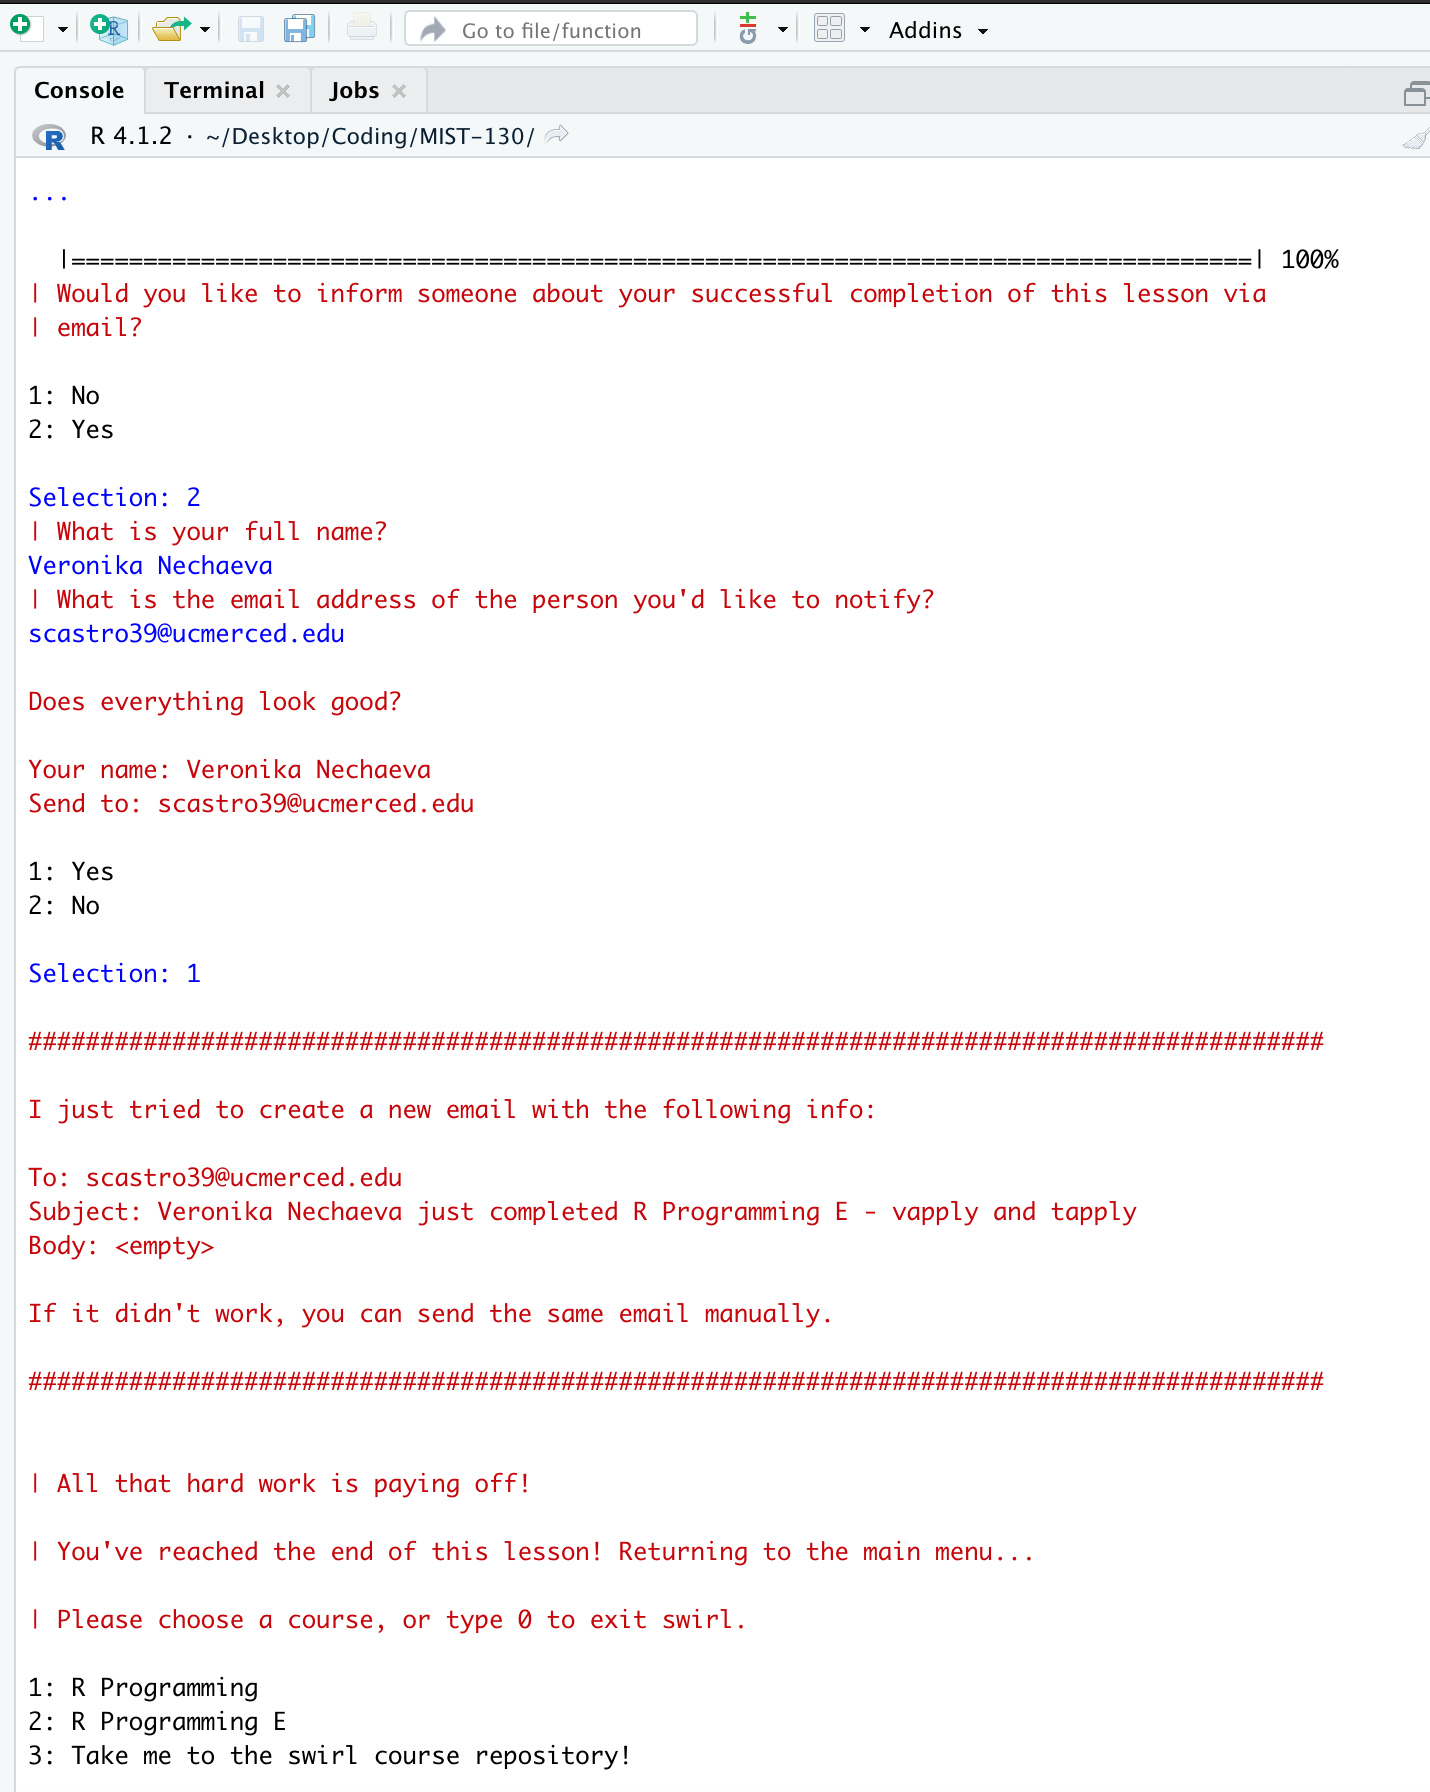 Go to file/function
Addins
Console
Terminal
Jobs
R 4.1.2 · ~/Desktop/Coding/MIST-130/
...
|==================================================================================| 100%
| Would you like to inform someone about your successful completion of this lesson via
| email?
1: No
2: Yes
Selection: 2
| What is your full name?
Veronika Nechaeva
| What is the email address of the person you'd like to notify?
scastro39@ucmerced.edu
Does everything look good?
Your name: Veronika Nechaeva
Send to: scastro39@ucmerced.edu
1: Yes
2: No
Selection: 1
##########################################################################################
I just tried to create a new email with the following info:
To: scastro39@ucmerced.edu
Subject: Veronika Nechaeva just completed R Programming E - vapply and tapply
Body: <empty>
If it didn't work, you can send the same email manually.
##########################################################################################
| All that hard work is paying off!
| You've reached the end of this lesson! Returning to the main menu...
| Please choose a course, or type 0 to exit swirl.
1: R Programming
2: R Programming E
3: Take me to the swirl course repository!